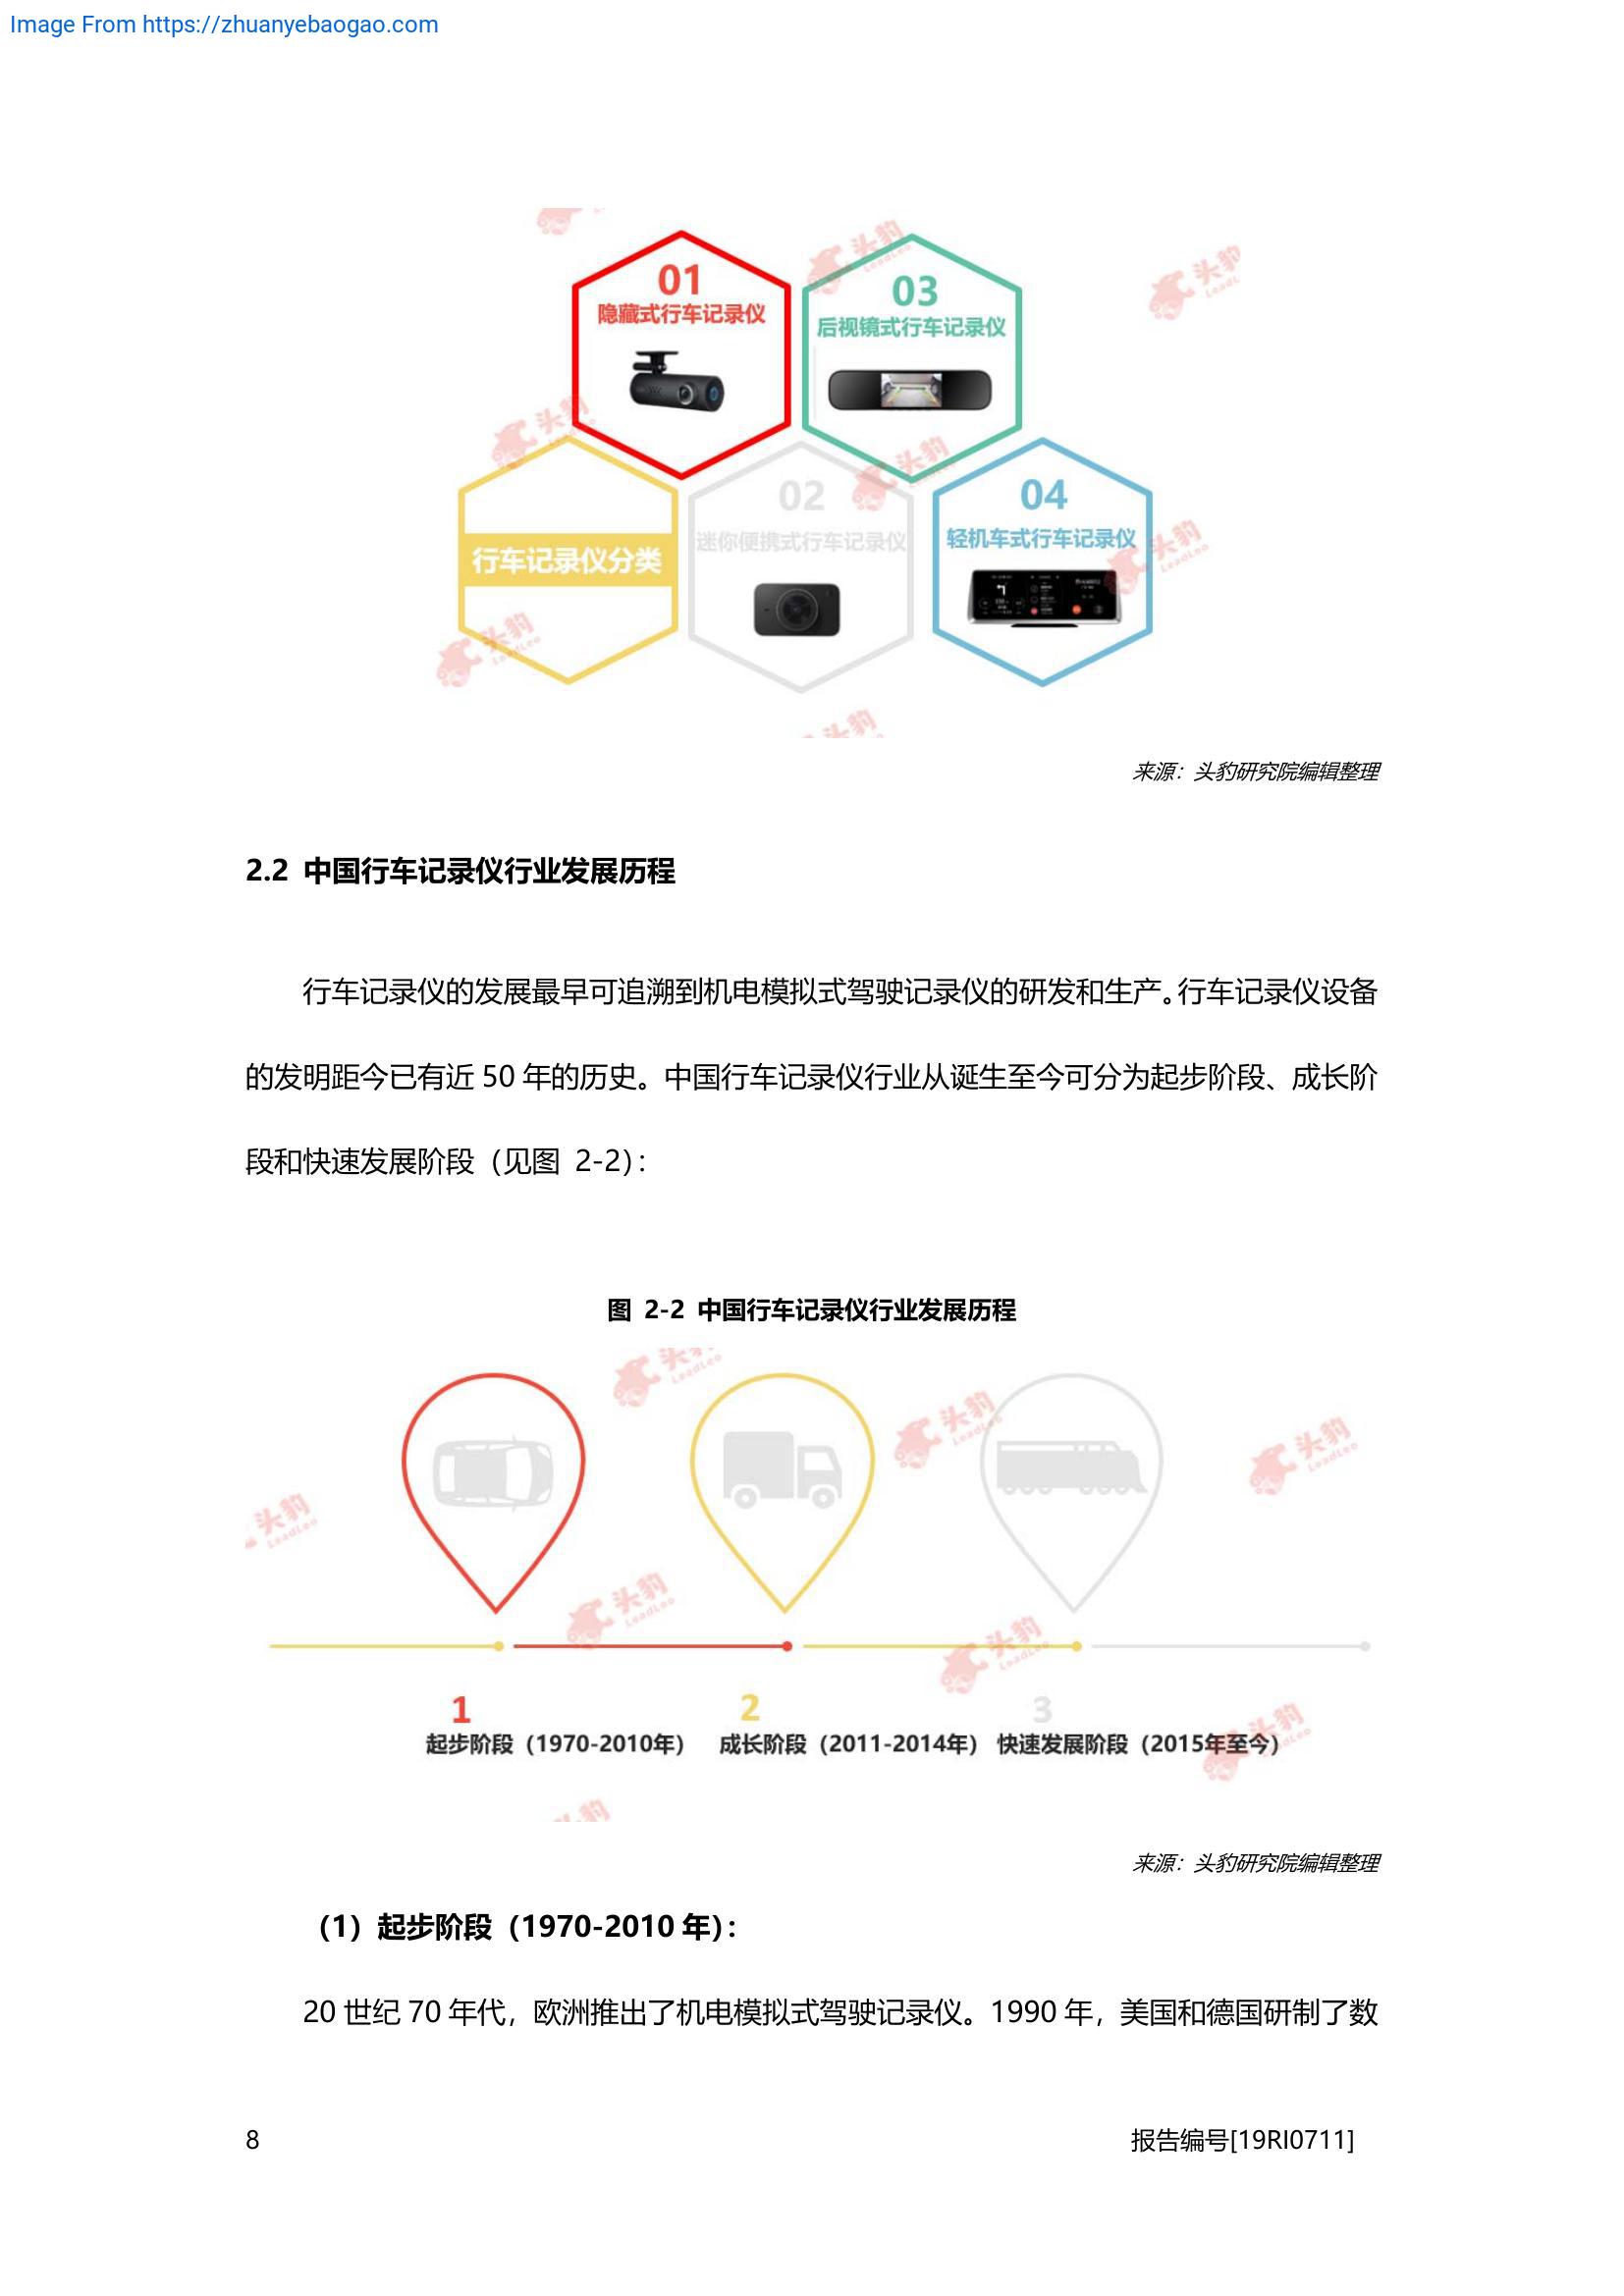 Image From https://zhuanyebaogao.com
01
隐藏式行车记录仪
03
后视镜式行车记录仪
行车记录仪分类
02
迷你便携式行车记录仪
04
轻机车式行车记录仪
来源：头豹研究院编辑整理
2.2 中国行车记录仪行业发展历程
行车记录仪的发展最早可追溯到机电模拟式驾驶记录仪的研发和生产。行车记录仪设备
的发明距今已有近 50 年的历史。中国行车记录仪行业从诞生至今可分为起步阶段、成长阶
段和快速发展阶段（见图 2-2）：
图 2-2 中国行车记录仪行业发展历程
1
起步阶段（1970-2010年）
2
成长阶段（2011-2014年）
3
快速发展阶段（2015年至今）
来源：头豹研究院编辑整理
（1）起步阶段（1970-2010 年）：
20 世纪 70 年代，欧洲推出了机电模拟式驾驶记录仪。1990 年，美国和德国研制了数
8
报告编号[19RI0711]
头豹
LeadLeo